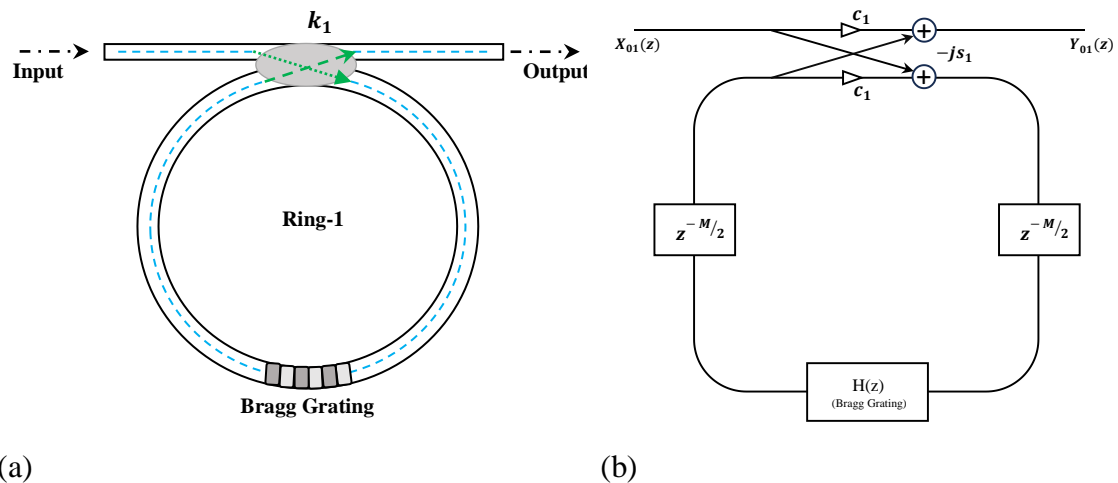 k₁
Input
Output
Ring-1
Bragg Grating
(a)
c₁
X₀₁(z)
-js₁
Y₀₁(z)
c₁
z^{-M/2}
z^{-M/2}
H(z)
(Bragg Grating)
(b)